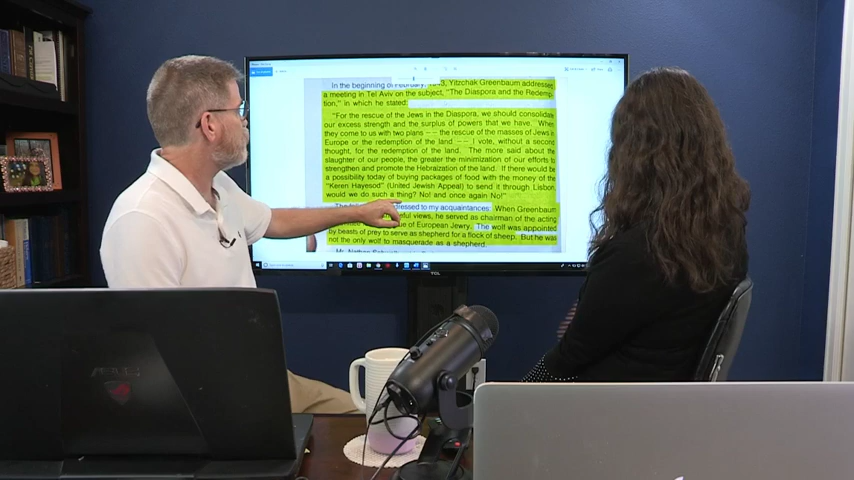 In the beginning of February, 1943, Yitzchak Greenbaum addressed
a meeting in Tel Aviv on the subject, "The Diaspora and the Redemp-
tion," in which he stated:
"For the rescue of the Jews in the Diaspora, we should consolidate
our excess strength and the surplus of powers that we have. When
they come to us with two plans -- the rescue of the masses of Jews in
Europe or the redemption of the land -- I vote, without a second
thought, for the redemption of the land. The more said about the
slaughter of our people, the greater the minimization of our efforts to
strengthen and promote the Hebraization of the land. If there would be
a possibility today of buying packages of food with the money of the
"Keren Hayesod" (United Jewish Appeal) to send it through Lisbon,
would we do such a thing? No! and once again No!"
The
ressed to my acquaintances: When Greenbaum
eful views, he served as chairman of the acting
ue of European Jewry. The wolf was appointed
by beasts of prey to serve as shepherd for a flock of sheep. But he was
not the only wolf to masquerade as a shepherd.
Mr. Nathan
TCL
ASUS